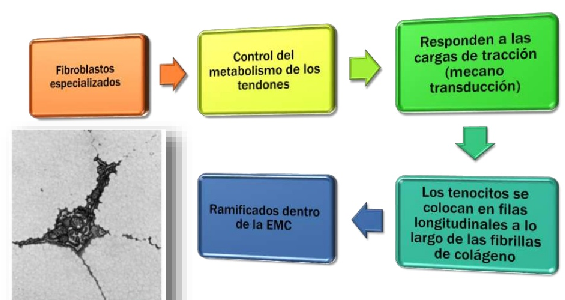 Fibroblastos
especializados
Control del
metabolismo de los
tendones
Responden a las
cargas de tracción
(mecano
transducción)
Los tenocitos se
colocan en filas
longitudinales a lo
largo de las fibrillas
de colágeno
Ramificados dentro
de la EMC